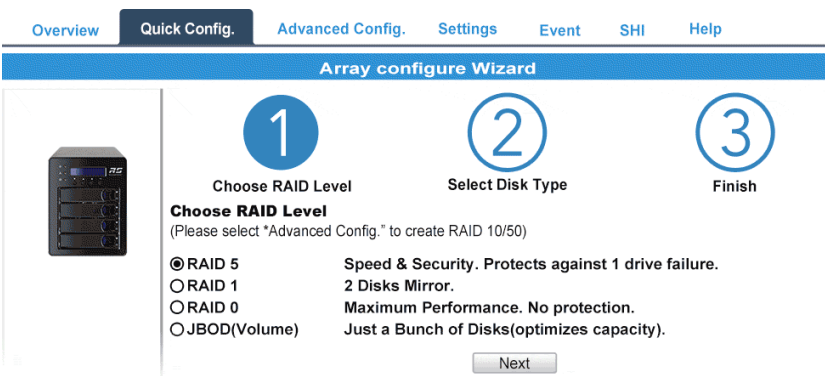 Overview Quick Config. Advanced Config. Settings Event SHI Help
Array configure Wizard
1 2 3
Choose RAID Level Select Disk Type Finish
RS
Choose RAID Level
(Please select *Advanced Config." to create RAID 10/50)
RAID 5 Speed & Security. Protects against 1 drive failure.
RAID 1 2 Disks Mirror.
RAID 0 Maximum Performance. No protection.
JBOD(Volume) Just a Bunch of Disks(optimizes capacity).
Next